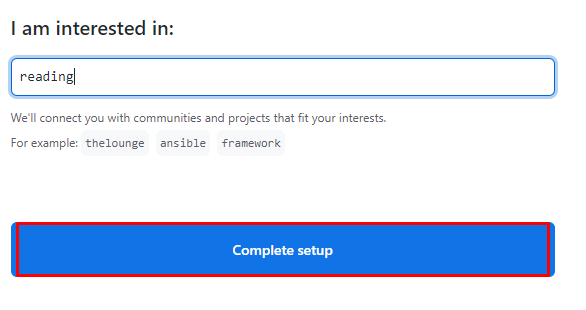 I am interested in:
reading
We'll connect you with communities and projects that fit your interests.
For example: thelounge ansible framework
Complete setup